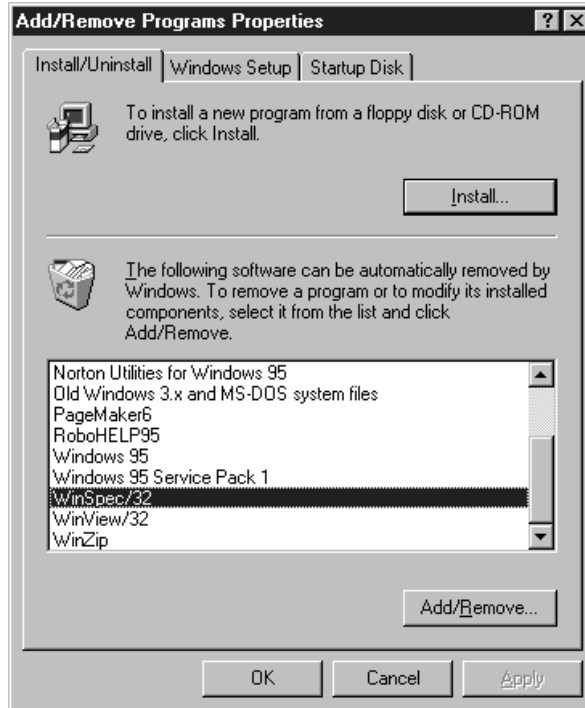 Add/Remove Programs Properties
Install/Uninstall
Windows Setup
Startup Disk
To install a new program from a floppy disk or CD-ROM
drive, click Install.
Install...
The following software can be automatically removed by
Windows. To remove a program or to modify its installed
components, select it from the list and click
Add/Remove.
Norton Utilities for Windows 95
Old Windows 3.x and MS-DOS system files
PageMaker6
RoboHELP95
Windows 95
Windows 95 Service Pack 1
WinSpec/32
WinView/32
WinZip
Add/Remove...
OK
Cancel
Apply